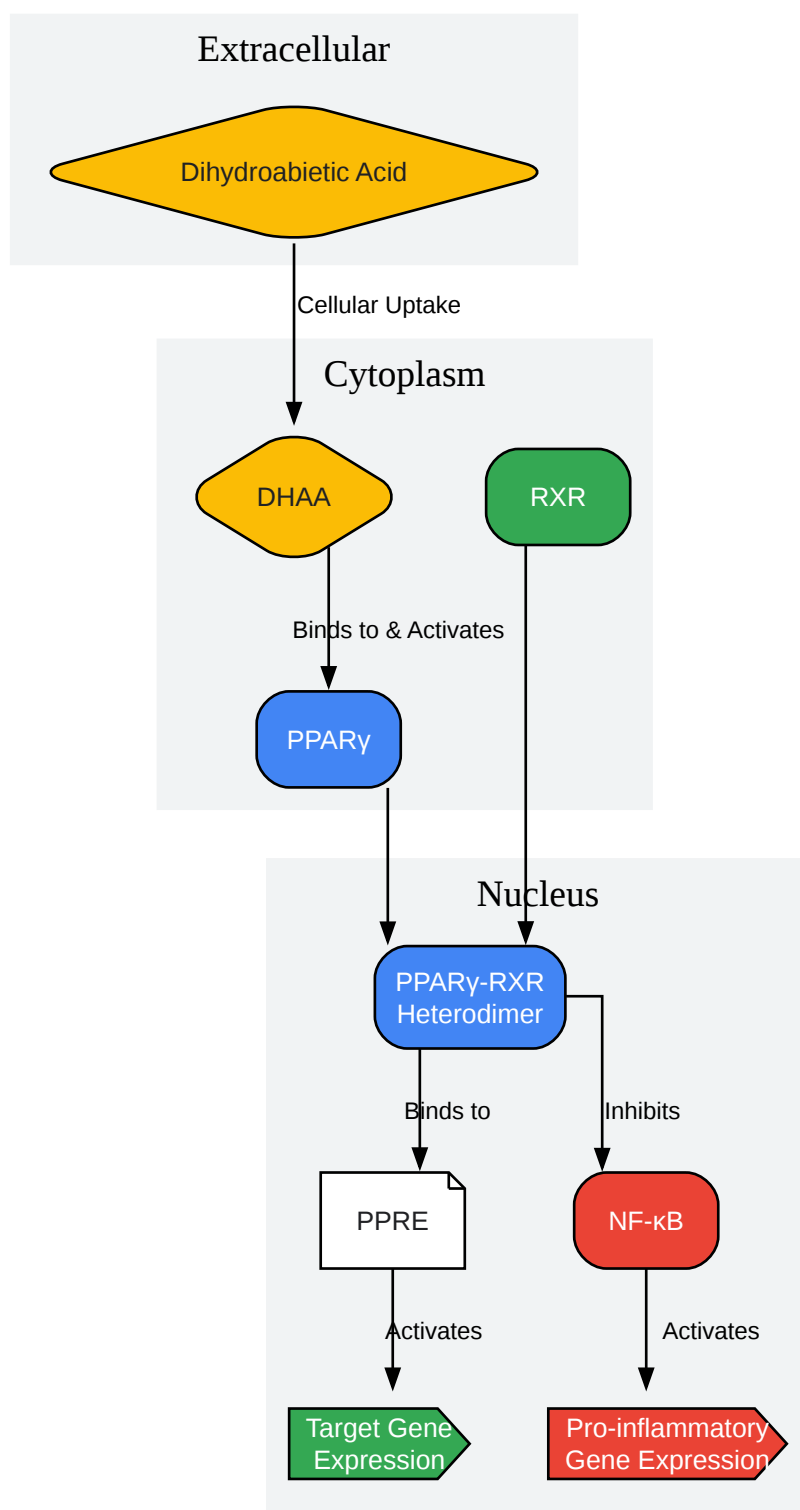 Extracellular
Dihydroabietic Acid
Cellular Uptake
Cytoplasm
DHAA
RXR
Binds to & Activates
PPARγ
Nucleus
PPARγ-RXR
Heterodimer
Binds to
Inhibits
PPRE
NF-κB
Activates
Activates
Target Gene
Expression
Pro-inflammatory
Gene Expression